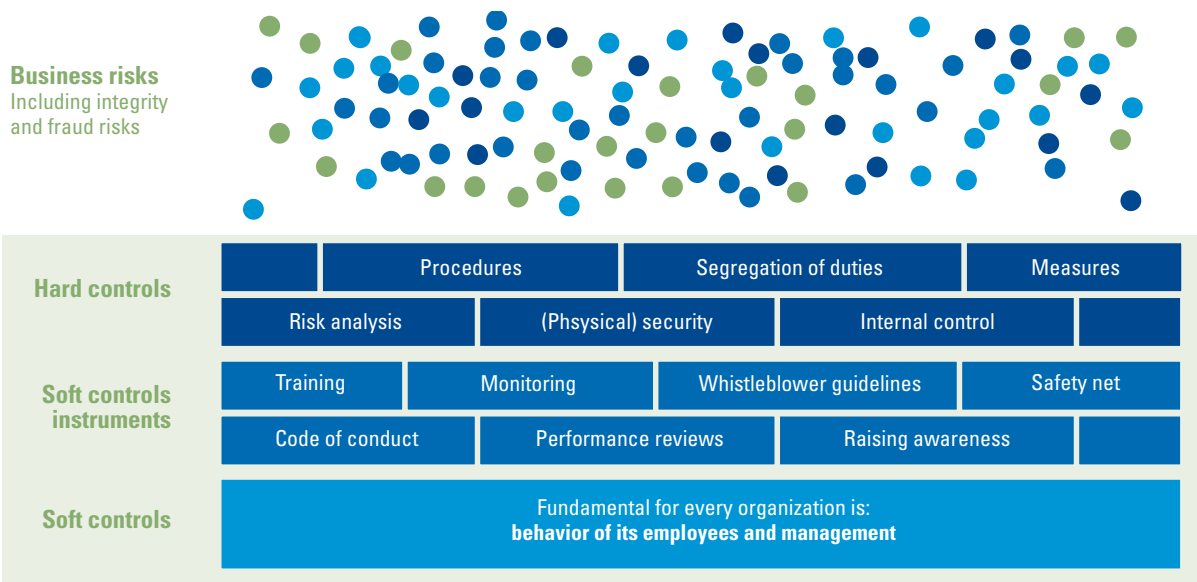 Business risks
Including integrity
and fraud risks
Hard controls
Procedures
Segregation of duties
Measures
Risk analysis
(Phsysical) security
Internal control
Soft controls
instruments
Training
Monitoring
Whistleblower guidelines
Safety net
Code of conduct
Performance reviews
Raising awareness
Soft controls
Fundamental for every organization is:
behavior of its employees and management